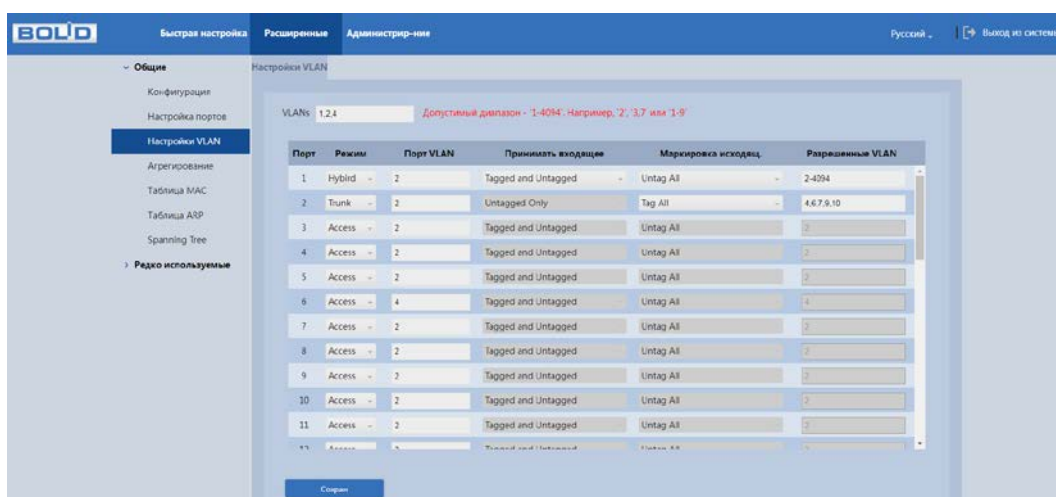 BOLID Быстрая настройка Расширенные Администрир-ние Русский Выход из систем
Общие
Настройки VLAN
Конфигурация
Настройка портов
Настройки VLAN
Агрегирование
Таблица MAC
Таблица ARP
Spanning Tree
Редко используемые
VLANs 1,2,4 Допустимый диапазон - '1-4094'. Например, '2', '3,7' или '1-9'
Порт Режим Порт VLAN Принимать входящее Маркировка исходящ. Разрешенные VLAN
1 Hybird 2 Tagged and Untagged Untag All 2-4094
2 Trunk 2 Untagged Only Tag All 4,6,7,9,10
3 Access 2 Tagged and Untagged Untag All 2
4 Access 2 Tagged and Untagged Untag All 2
5 Access 2 Tagged and Untagged Untag All 2
6 Access 4 Tagged and Untagged Untag All 4
7 Access 2 Tagged and Untagged Untag All 2
8 Access 2 Tagged and Untagged Untag All 2
9 Access 2 Tagged and Untagged Untag All 2
10 Access 2 Tagged and Untagged Untag All 2
11 Access 2 Tagged and Untagged Untag All 2
Сохран